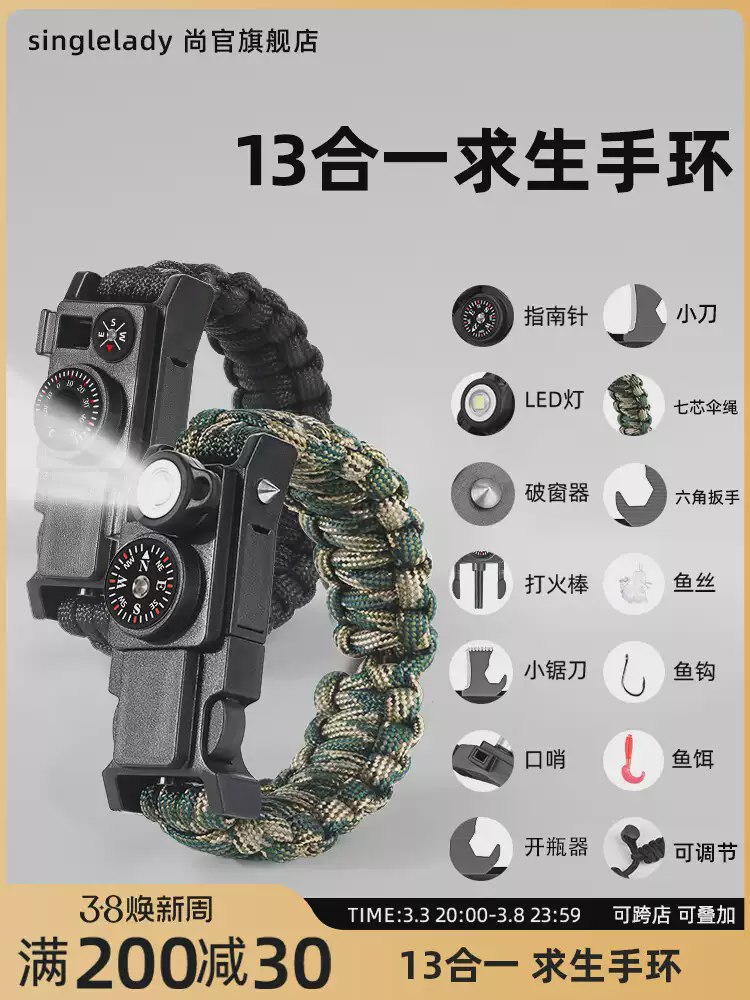 singlelady 尚官旗舰店
13合一求生手环
指南针
小刀
LED灯
七芯伞绳
破窗器
六角扳手
打火棒
鱼丝
小锯刀
鱼钩
口哨
鱼饵
开瓶器
可调节
3·8焕新周
TIME:3.3 20:00-3.8 23:59 可跨店 可叠加
满200减30
13合一 求生手环